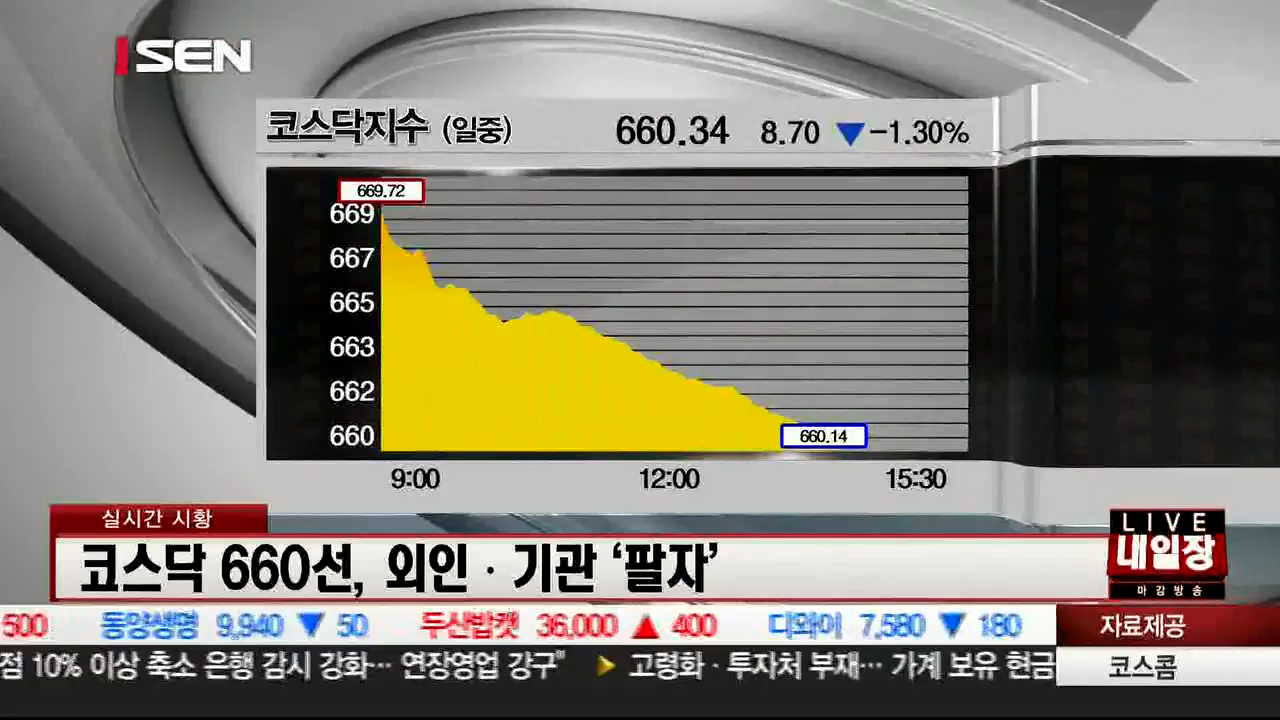 SEN
코스닥지수 (일중) 660.34 8.70 ▼-1.30%
669.72
669
667
665
663
662
660
660.14
9:00 12:00 15:30
실시간 시황
코스닥 660선, 외인·기관 ‘팔자’
LIVE
내일장
마감방송
500 동양생명 9,940 ▼ 50 두산밥캣 36,000 ▲ 400 디와이 7,580 ▼ 180
자료제공
점 10% 이상 축소 은행 감시 강화… 연장영업 강구" ▶ 고령화·투자처 부재… 가계 보유 현금
코스콤